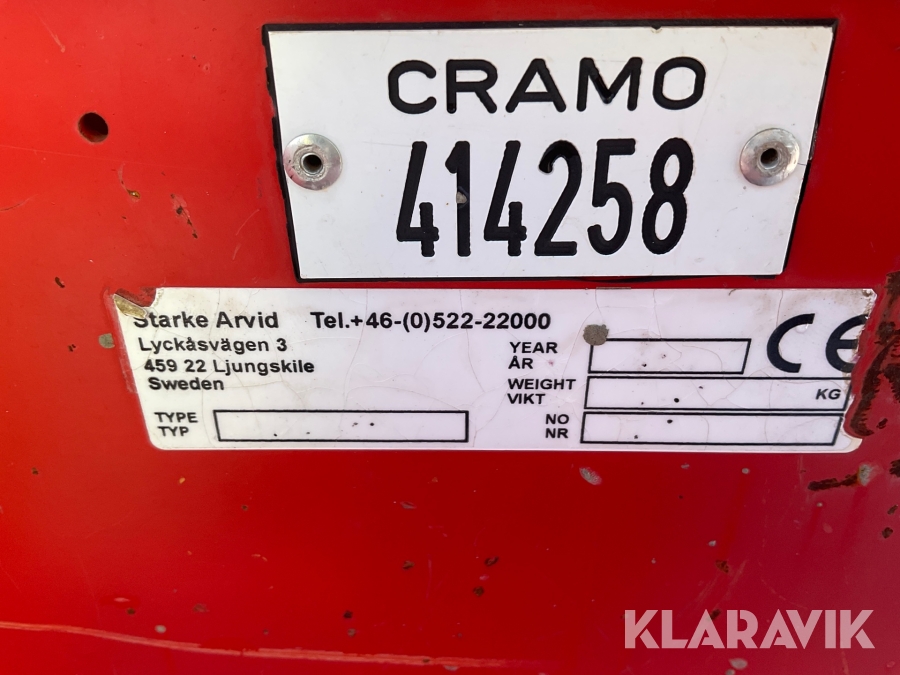 CRAMO
414258
Starke Arvid Tel.+46-(0)522-22000
Lyckåsvägen 3
459 22 Ljungskile
Sweden
YEAR
ÅR
CE
WEIGHT
VIKT
KG
TYPE
TYP
NO
NR
KLARAVIK